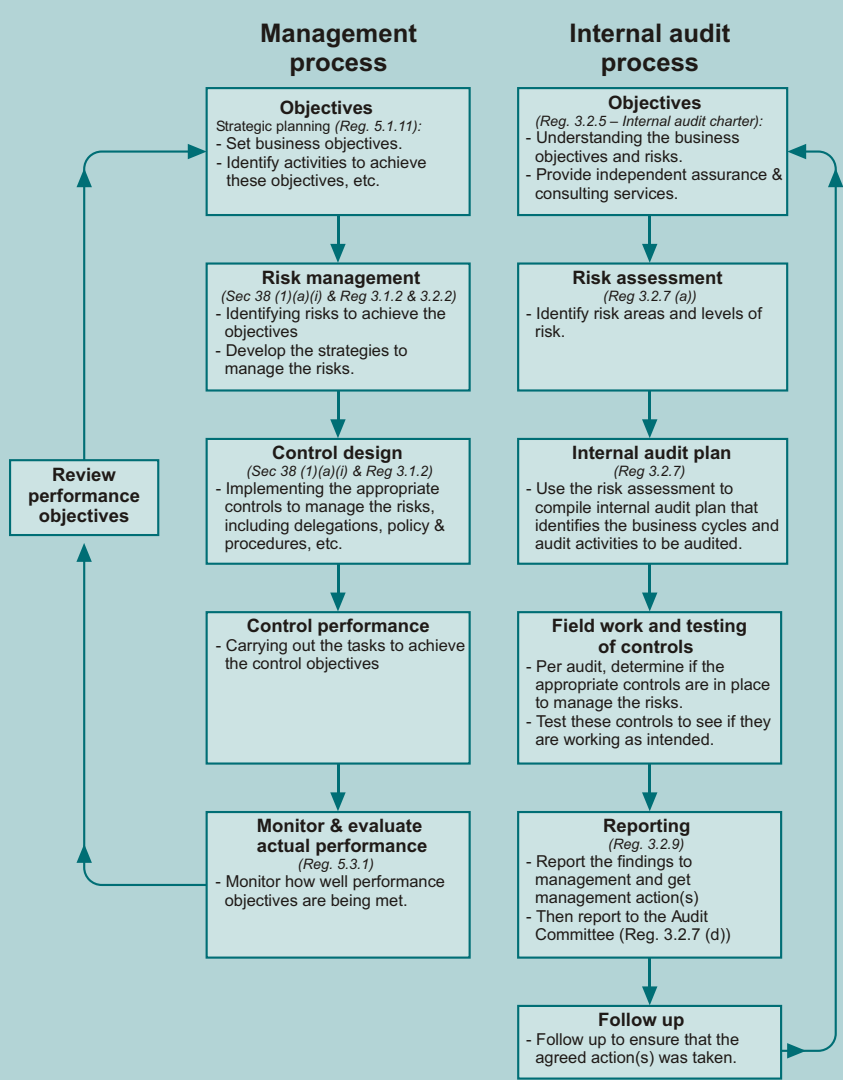 Management
process
Objectives
Strategic planning (Reg. 5.1.11):
- Set business objectives.
- Identify activities to achieve
these objectives, etc.
Risk management
(Sec 38 (1)(a)(i) & Reg 3.1.2 & 3.2.2)
- Identifying risks to achieve the
objectives
- Develop the strategies to
manage the risks.
Control design
(Sec 38 (1)(a)(i) & Reg 3.1.2)
- Implementing the appropriate
controls to manage the risks,
including delegations, policy &
procedures, etc.
Control performance
- Carrying out the tasks to achieve
the control objectives
Monitor & evaluate
actual performance
(Reg. 5.3.1)
- Monitor how well performance
objectives are being met.
Review
performance
objectives
Internal audit
process
Objectives
(Reg. 3.2.5 – Internal audit charter):
- Understanding the business
objectives and risks.
- Provide independent assurance &
consulting services.
Risk assessment
(Reg 3.2.7 (a))
- Identify risk areas and levels of
risk.
Internal audit plan
(Reg 3.2.7)
- Use the risk assessment to
compile internal audit plan that
identifies the business cycles and
audit activities to be audited.
Field work and testing
of controls
- Per audit, determine if the
appropriate controls are in place
to manage the risks.
- Test these controls to see if they
are working as intended.
Reporting
(Reg. 3.2.9)
- Report the findings to
management and get
management action(s)
- Then report to the Audit
Committee (Reg. 3.2.7 (d))
Follow up
- Follow up to ensure that the
agreed action(s) was taken.